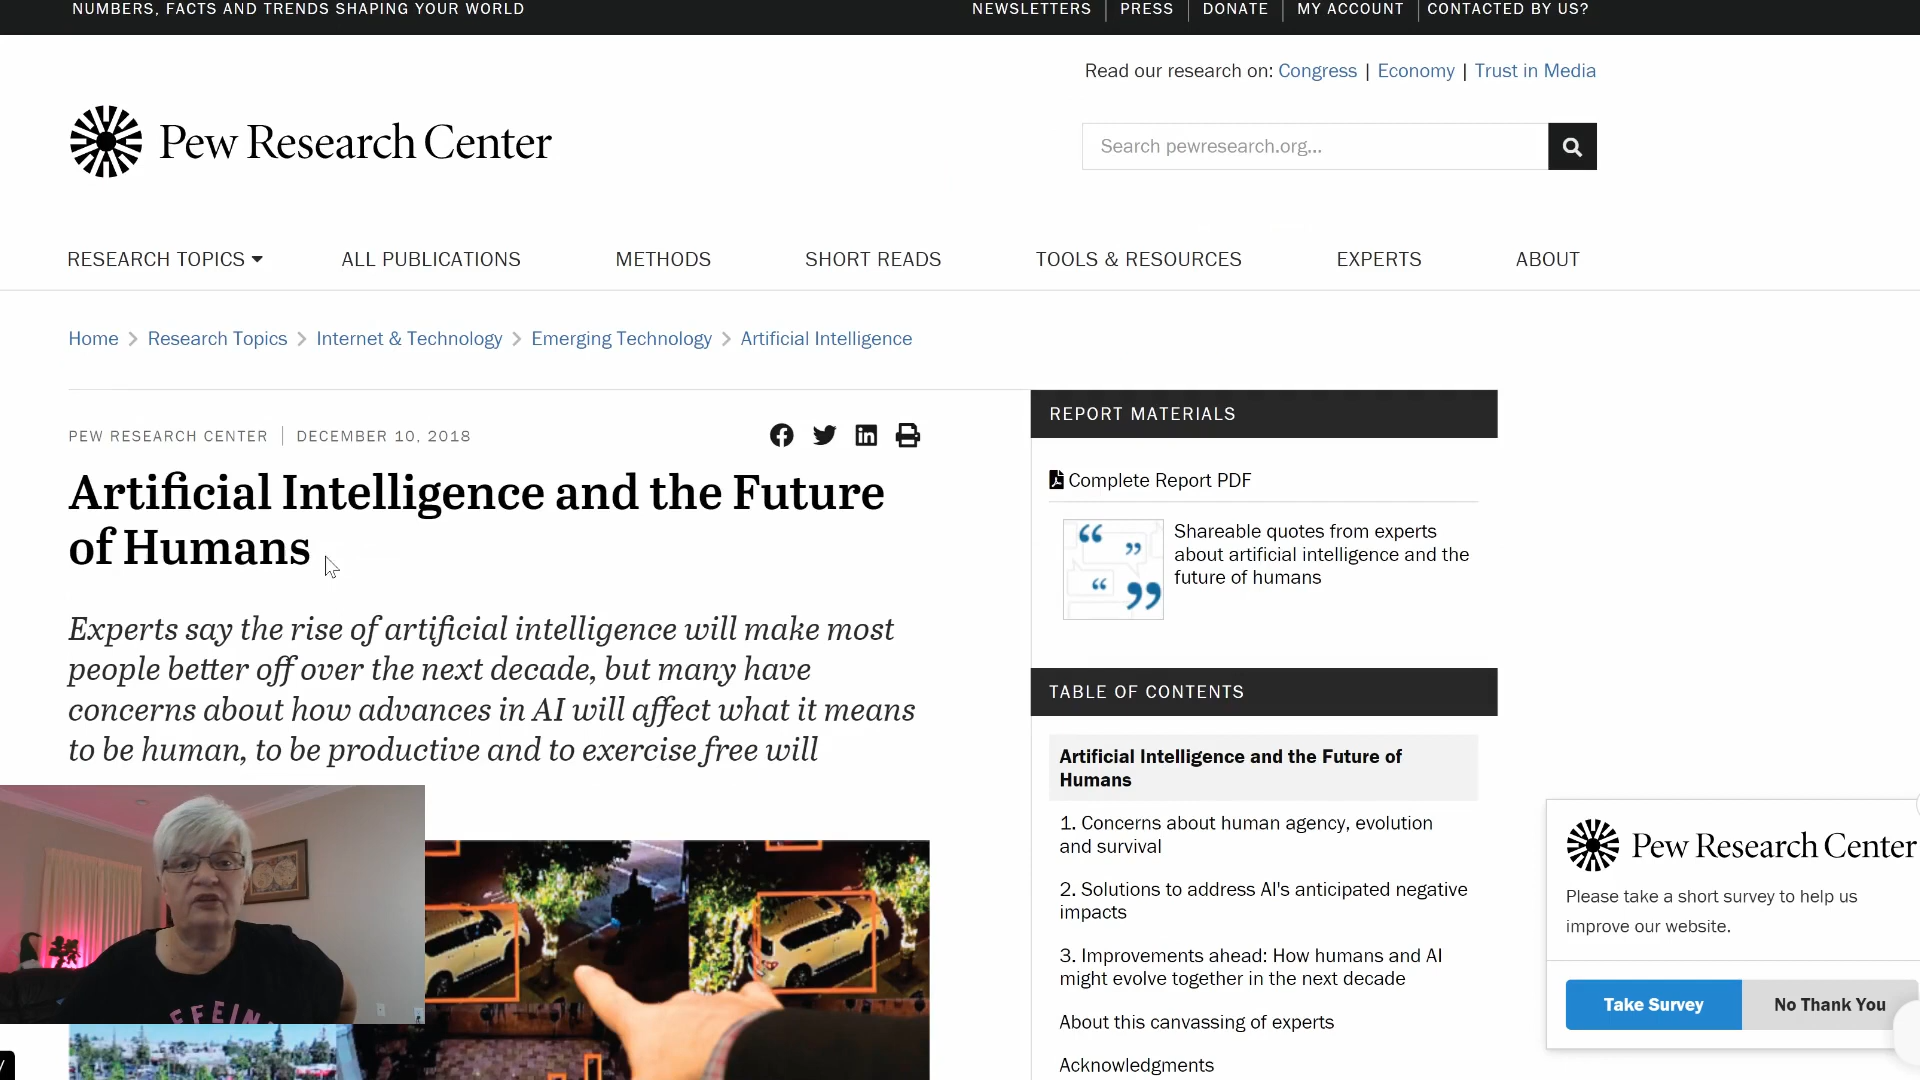 NUMBERS, FACTS AND TRENDS SHAPING YOUR WORLD
NEWSLETTERS | PRESS | DONATE | MY ACCOUNT | CONTACTED BY US?
Read our research on: Congress | Economy | Trust in Media
Pew Research Center
Search pewresearch.org...
RESEARCH TOPICS ALL PUBLICATIONS METHODS SHORT READS TOOLS & RESOURCES EXPERTS ABOUT
Home > Research Topics > Internet & Technology > Emerging Technology > Artificial Intelligence
PEW RESEARCH CENTER | DECEMBER 10, 2018
Artificial Intelligence and the Future
of Humans
Experts say the rise of artificial intelligence will make most
people better off over the next decade, but many have
concerns about how advances in AI will affect what it means
to be human, to be productive and to exercise free will
REPORT MATERIALS
Complete Report PDF
Shareable quotes from experts
about artificial intelligence and the
future of humans
TABLE OF CONTENTS
Artificial Intelligence and the Future of
Humans
1. Concerns about human agency, evolution
and survival
2. Solutions to address AI's anticipated negative
impacts
3. Improvements ahead: How humans and AI
might evolve together in the next decade
About this canvassing of experts
Acknowledgments
Pew Research Center
Please take a short survey to help us
improve our website.
Take Survey No Thank You